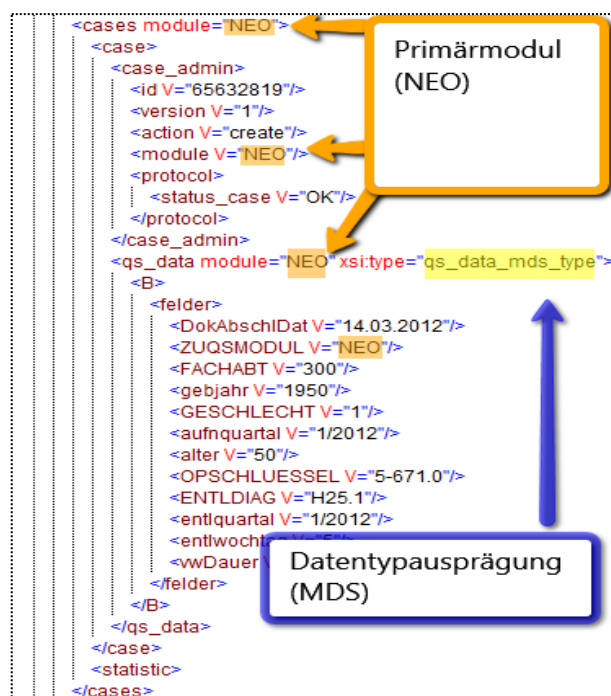 <cases module="NEO">
<case>
<case_admin>
<id V="65632819"/>
<version V="1"/>
<action V="create"/>
<module V="NEO"/>
<protocol>
<status_case V="OK"/>
</protocol>
</case_admin>
<qs_data module="NEO" xsi:type="qs_data_mds_type">
<B>
<felder>
<DokAbschlDat V="14.03.2012"/>
<ZUQSMODUL V="NEO"/>
<FACHABT V="300"/>
<gebjahr V="1950"/>
<GESCHLECHT V="1"/>
<aufnquartal V="1/2012"/>
<alter V="50"/>
<OPSCHLUESSEL V="5-671.0"/>
<ENTLDIAG V="H25.1"/>
<entlquartal V="1/2012"/>
<vwDauer
</felder>
</B>
</qs_data>
</case>
<statistic>
</cases>
Primärmodul
(NEO)
Datentypausprägung
(MDS)